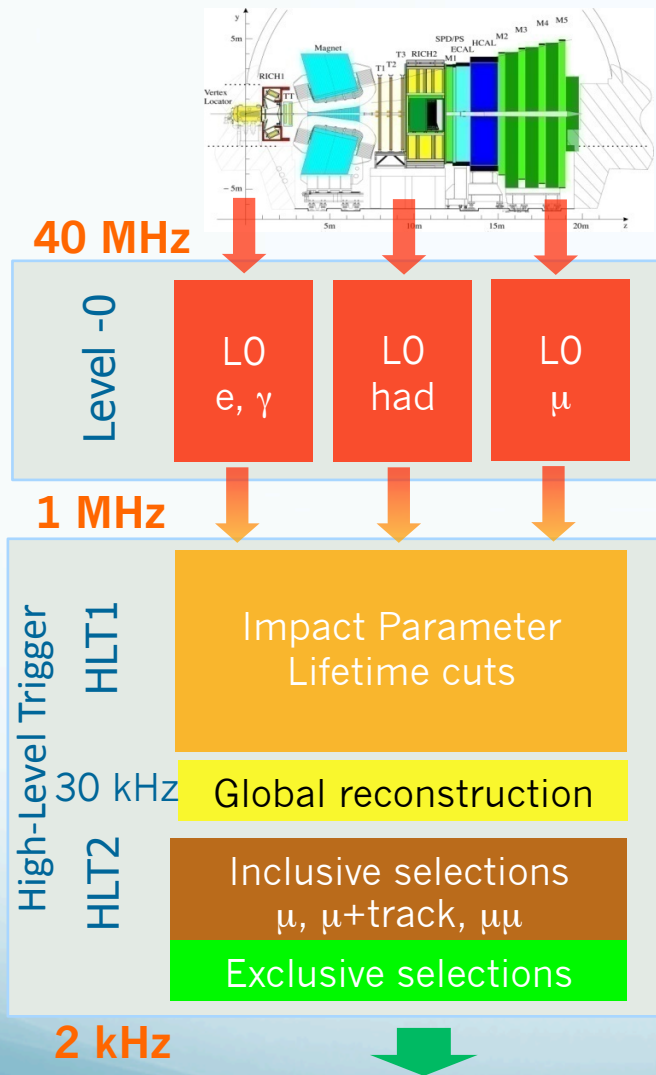 y
5m
Magnet
SPD/PS
HCAL
ECAL
M4 M5
M3
M2
M1
T3 RICH2
T2
T1
RICH1
TT
Vertex
Locator
-5m
5m
10m
15m
20m
z
40 MHz
Level -0
L0
e, γ
L0
had
L0
μ
1 MHz
High-Level Trigger
HLT1
Impact Parameter
Lifetime cuts
30 kHz
Global reconstruction
HLT2
Inclusive selections
μ, μ+track, μμ
Exclusive selections
2 kHz